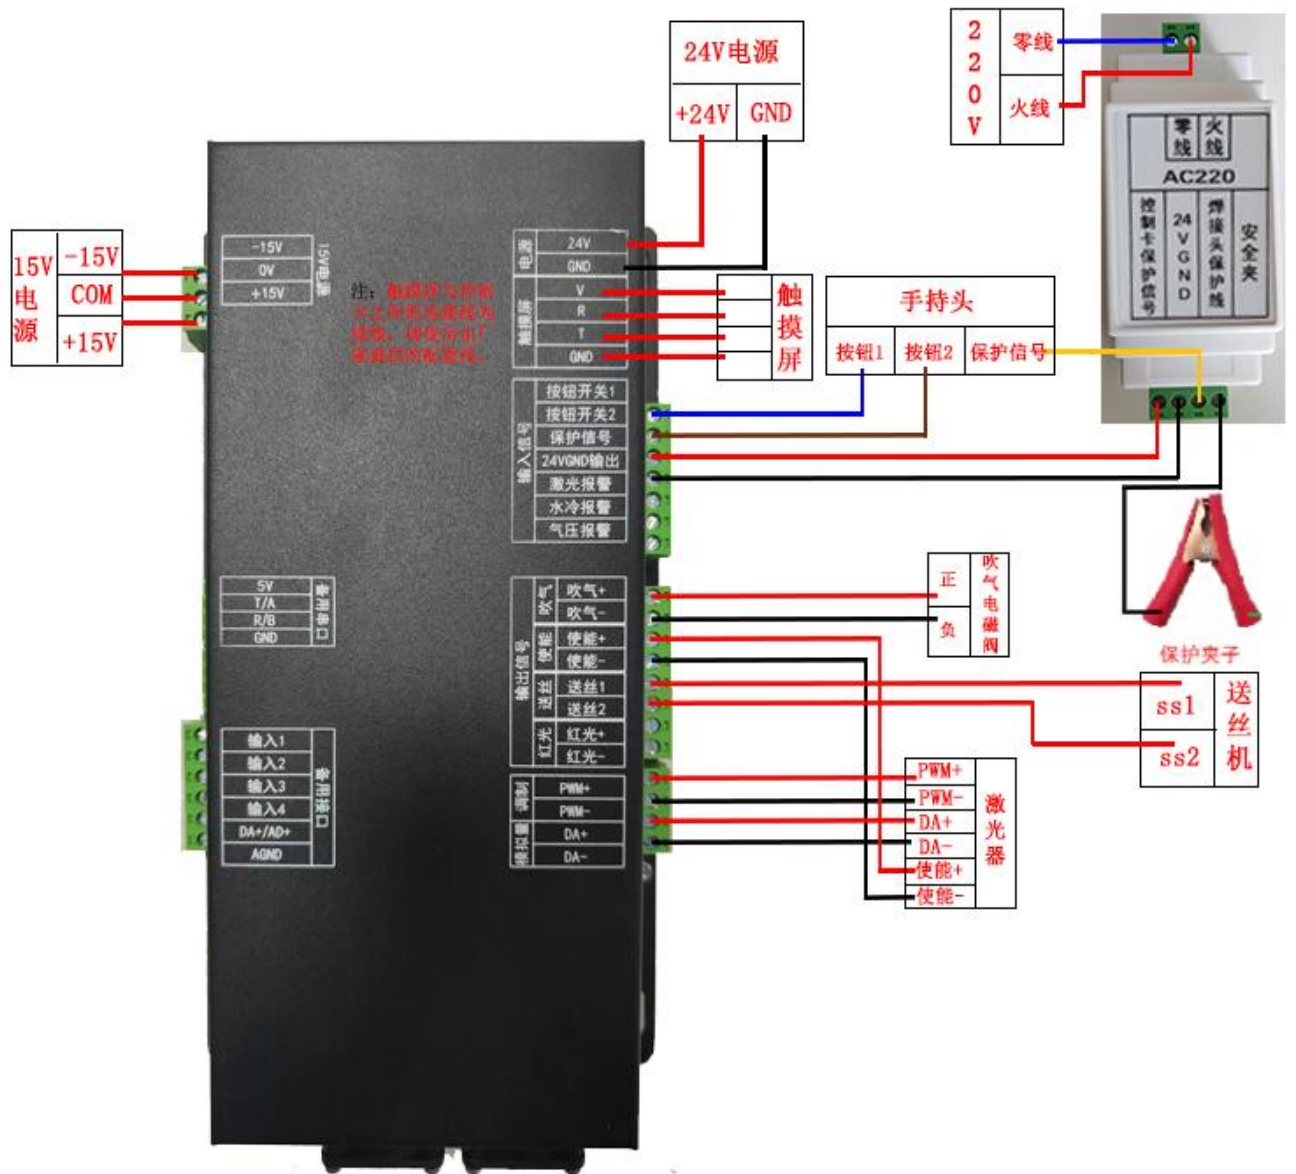 24V电源
+24V
GND
220V
零线
火线
零线
火线
AC220
控制卡保护信号
24VGND
焊接头保护线
安全夹
15V电源
-15V
COM
+15V
-15V
0V
+15V
15V电源
注:
电源
24V
GND
触摸屏
V
R
T
GND
触摸屏
手持头
按钮1
按钮2
保护信号
输入信号
按钮开关1
按钮开关2
保护信号
24VGND输出
激光报警
水冷报警
气压报警
5V
T/A
R/B
GND
备用串口
输出信号
吹气
吹气+
吹气-
使能
使能+
使能-
送丝
送丝1
送丝2
红光
红光+
红光-
正
负
吹气电磁阀
保护夹子
ss1
ss2
送丝机
输入1
输入2
输入3
输入4
DA+/AD+
AGND
备用接口
调制
PWM+
PWM-
模拟量
DA+
DA-
PWM+
PWM-
DA+
DA-
使能+
使能-
激光器